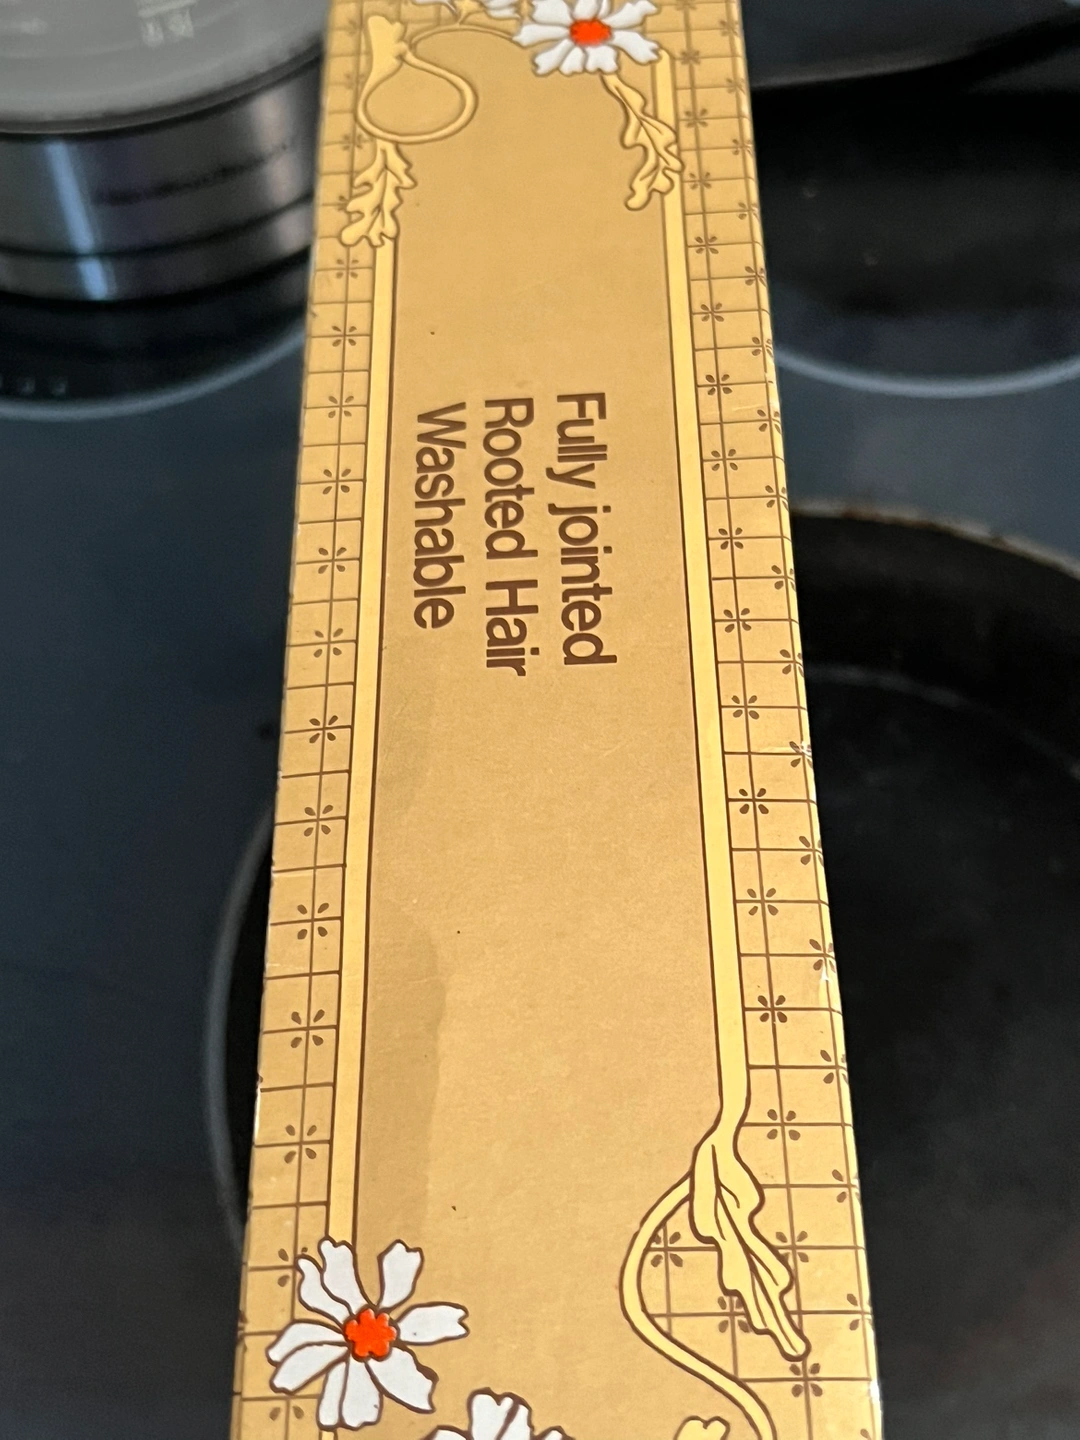 Fully jointed
Rooted Hair
Washable